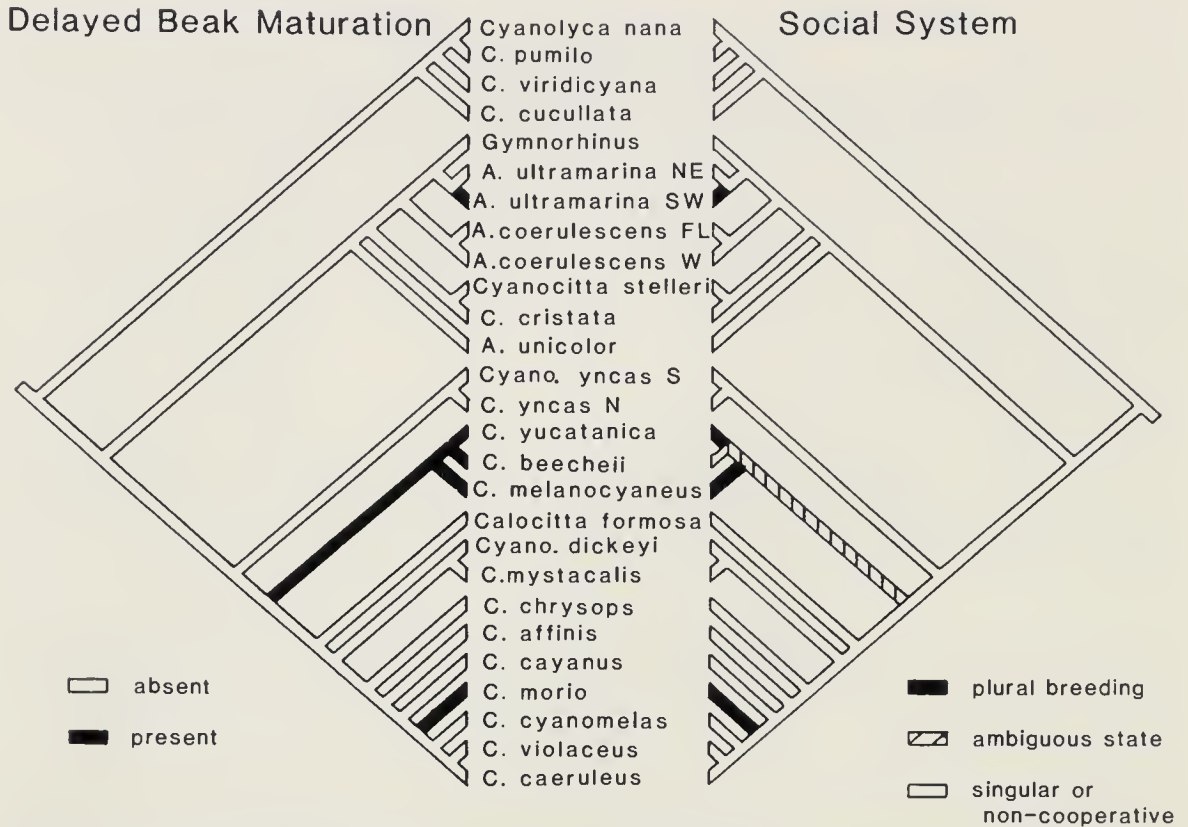 Delayed Beak Maturation
Social System
Cyanolyca nana
C. pumilo
C. viridicyana
C. cucullata
Gymnorhinus
A. ultramarina NE
A. ultramarina SW
A.coerulescens FL
A.coerulescens W
Cyanocitta stelleri
C. cristata
A. unicolor
Cyano. yncas S
C. yncas N
C. yucatanica
C. beecheii
C. melanocyaneus
Calocitta formosa
Cyano. dickeyi
C.mystacalis
C. chrysops
C. affinis
C. cayanus
C. morio
C. cyanomelas
C. violaceus
C. caeruleus
absent
present
plural breeding
ambiguous state
singular or
non-cooperative